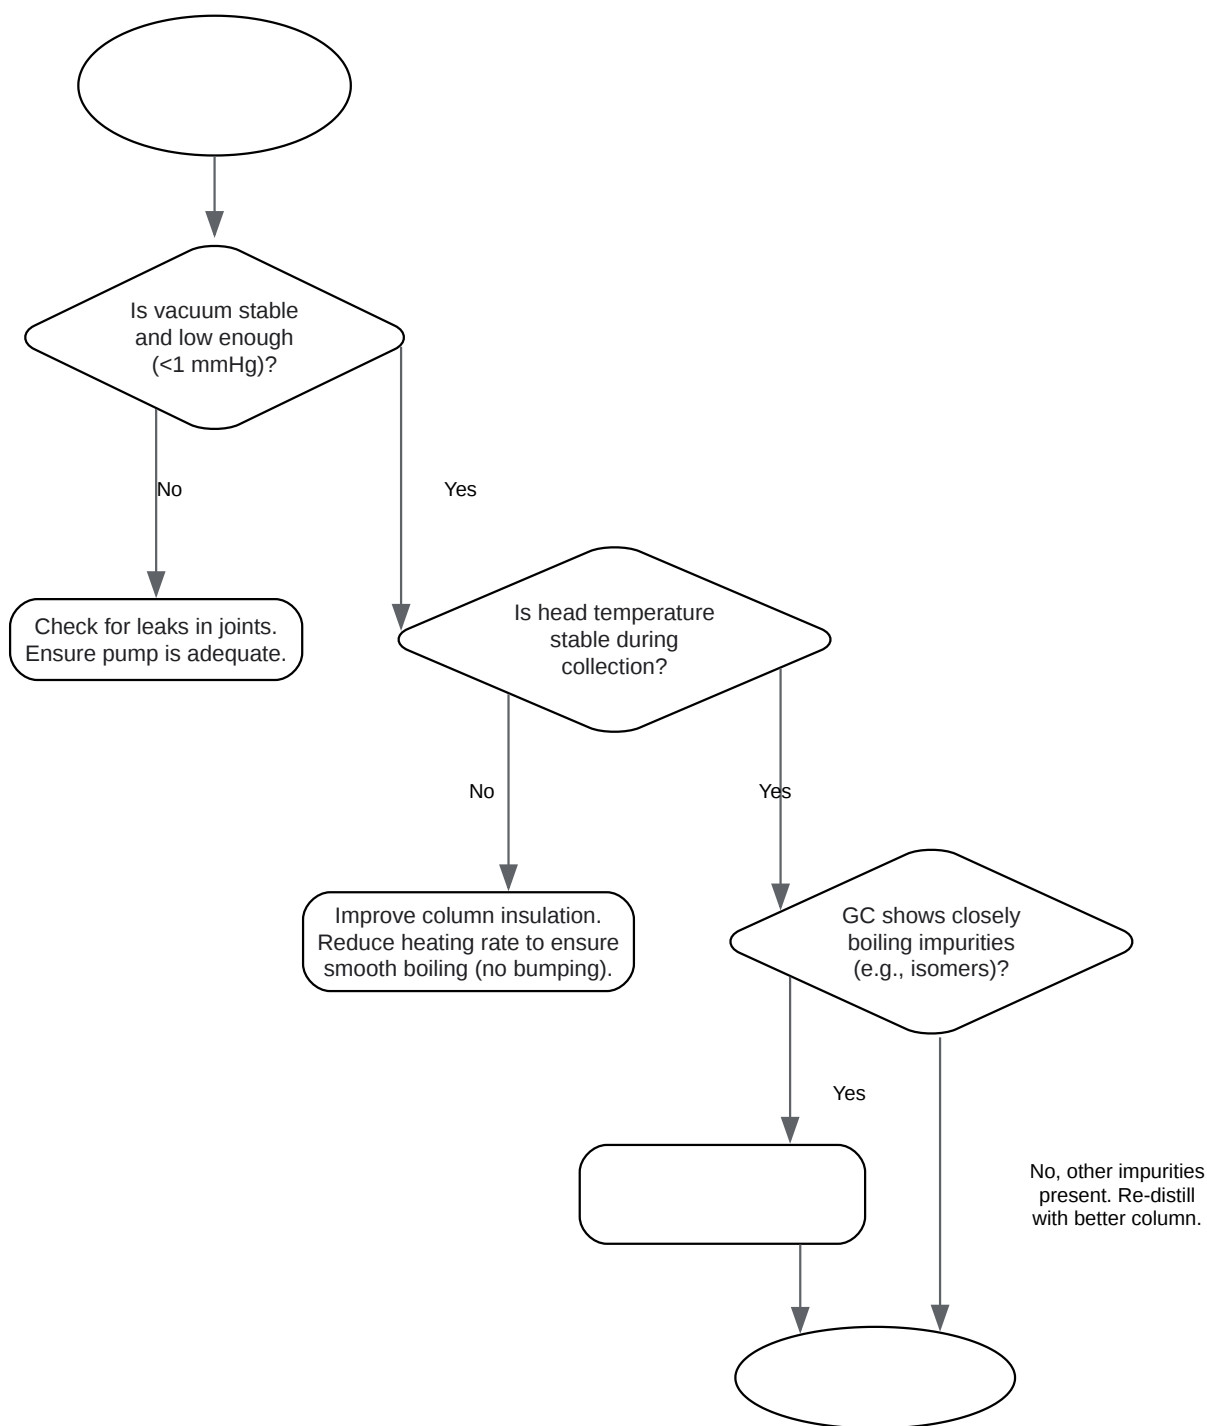 Is vacuum stable
and low enough
(<1 mmHg)?
No
Yes
Check for leaks in joints.
Ensure pump is adequate.
Is head temperature
stable during
collection?
No
Yes
Improve column insulation.
Reduce heating rate to ensure
smooth boiling (no bumping).
GC shows closely
boiling impurities
(e.g., isomers)?
Yes
No, other impurities
present. Re-distill
with better column.